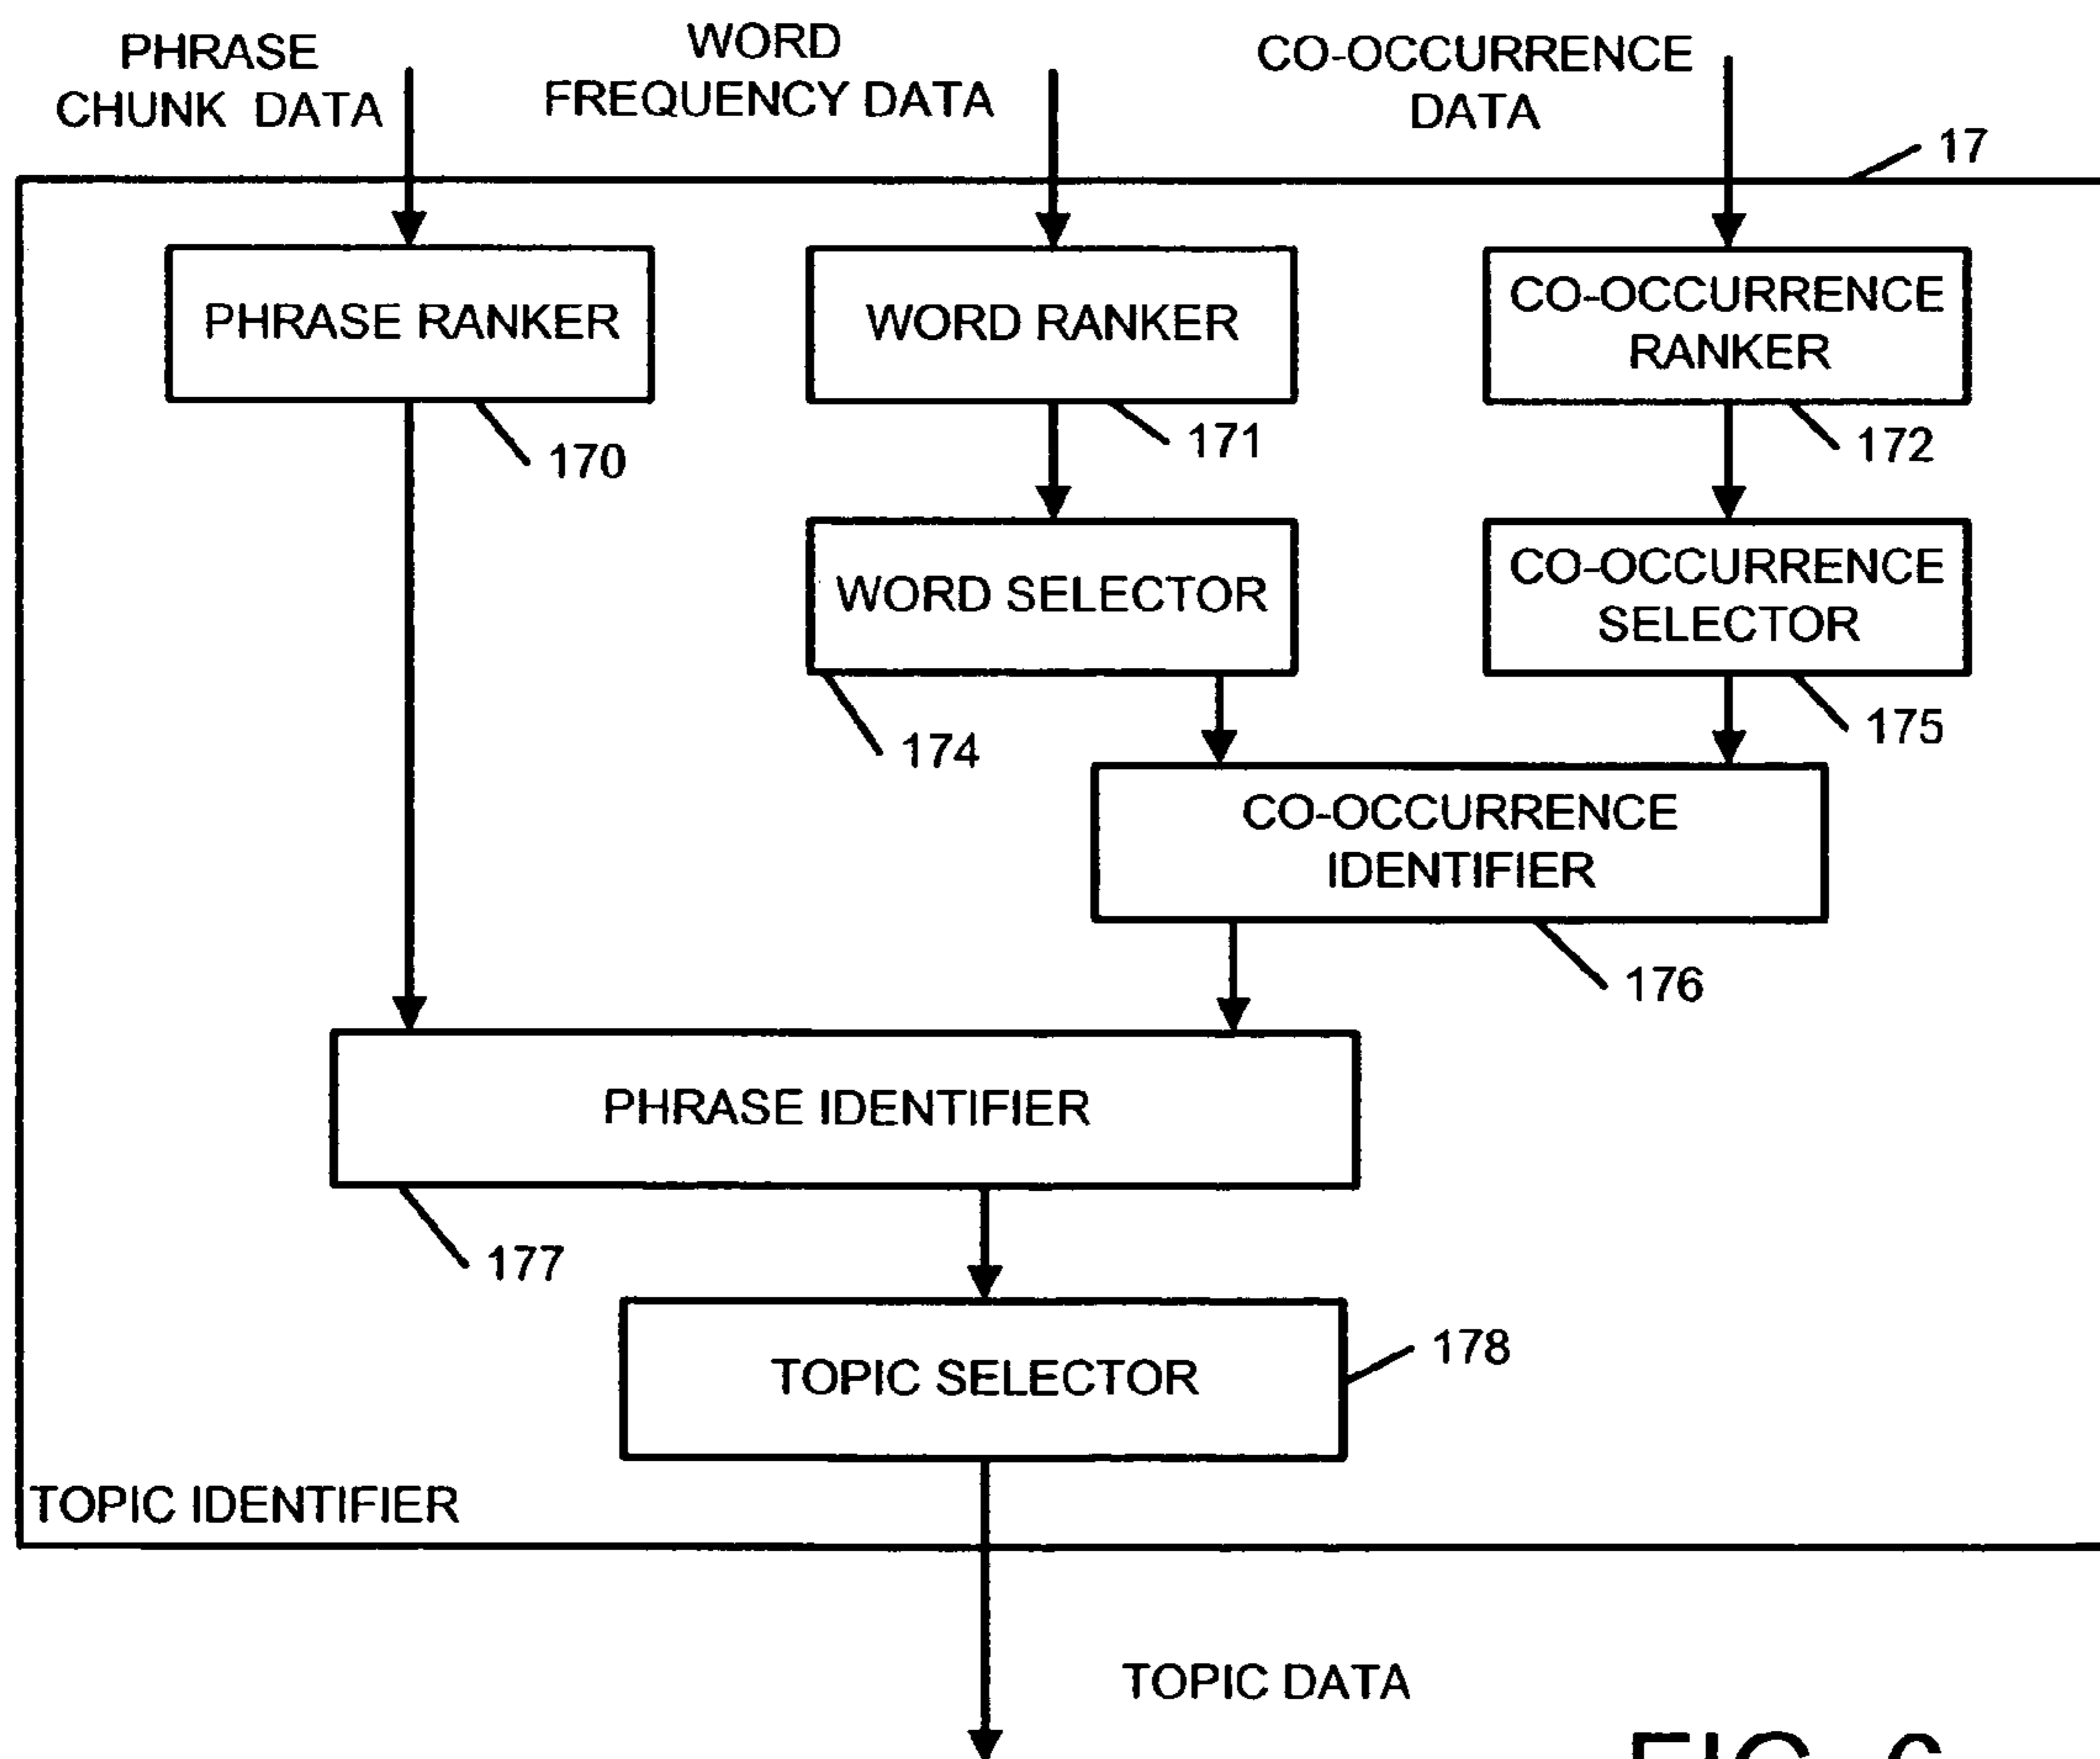 PHRASE
CHUNK DATA
WORD
FREQUENCY DATA
CO-OCCURRENCE
DATA
17
PHRASE RANKER
WORD RANKER
CO-OCCURRENCE
RANKER
170
171
172
WORD SELECTOR
CO-OCCURRENCE
SELECTOR
174
175
CO-OCCURRENCE
IDENTIFIER
176
PHRASE IDENTIFIER
177
TOPIC SELECTOR
178
TOPIC IDENTIFIER
TOPIC DATA
FIG